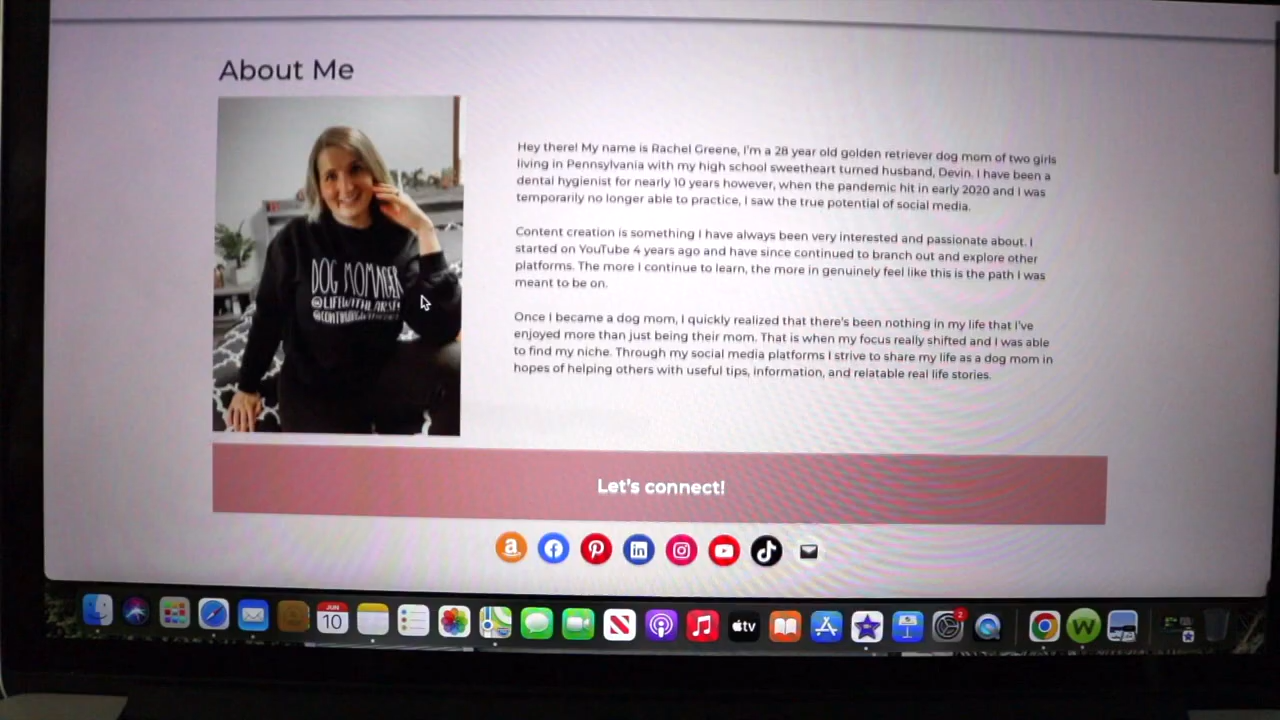 About Me
Hey there! My name is Rachel Greene, I'm a 28 year old golden retriever dog mom of two girls
living in Pennsylvania with my high school sweetheart turned husband, Devin. I have been a
dental hygienist for nearly 10 years however, when the pandemic hit in early 2020 and I was
temporarily no longer able to practice, I saw the true potential of social media.
Content creation is something I have always been very interested and passionate about. I
started on YouTube 4 years ago and have since continued to branch out and explore other
platforms. The more I continue to learn, the more in genuinely feel like this is the path I was
meant to be on.
Once I became a dog mom, I quickly realized that there's been nothing in my life that I've
enjoyed more than just being their mom. That is when my focus really shifted and I was able
to find my niche. Through my social media platforms I strive to share my life as a dog mom in
hopes of helping others with useful tips, information, and relatable real life stories.
DOG MOMAGER
Let's connect!
JUN
10
tv
2
W